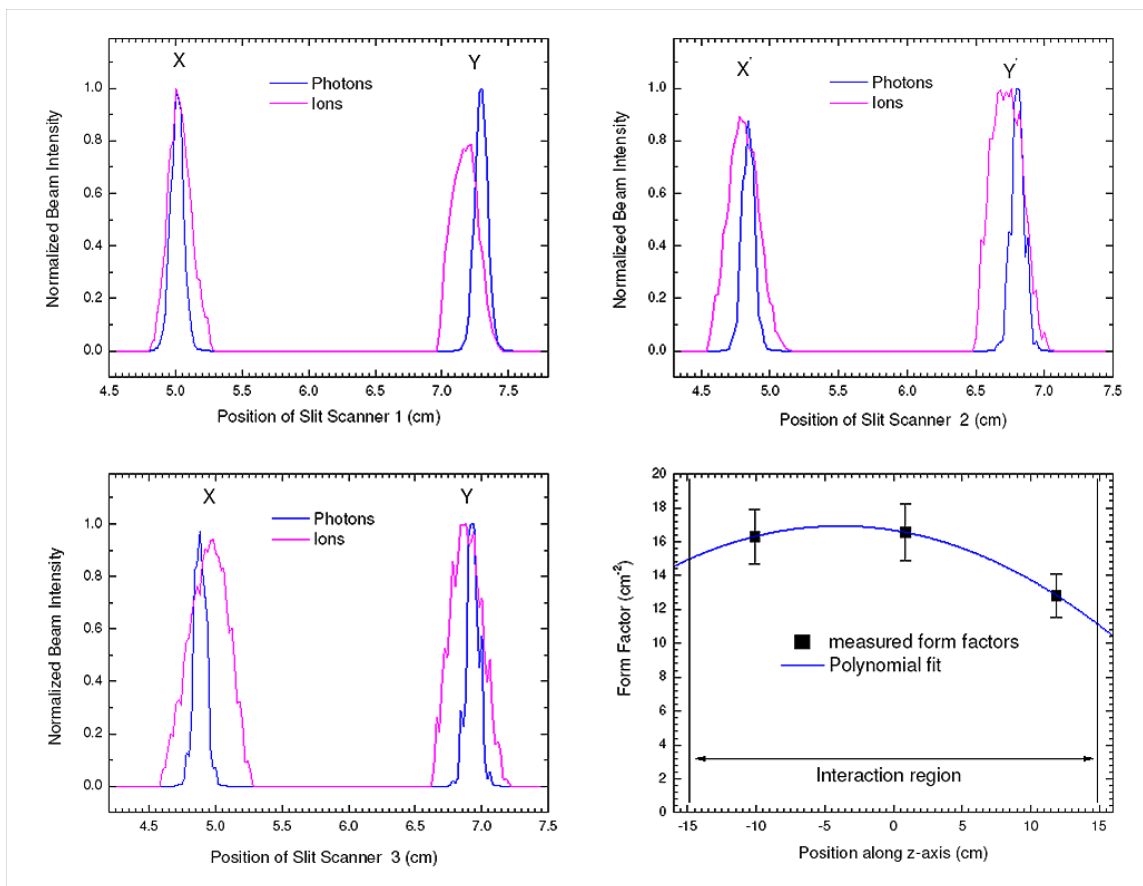 X
Y
Photons
Ions
Normalized Beam Intensity
1.0
0.8
0.6
0.4
0.2
0.0
4.5 5.0 5.5 6.0 6.5 7.0 7.5
Position of Slit Scanner 1 (cm)
X'
Y'
Photons
Ions
Normalized Beam Intensity
1.0
0.8
0.6
0.4
0.2
0.0
4.5 5.0 5.5 6.0 6.5 7.0 7.5
Position of Slit Scanner 2 (cm)
X
Y
Photons
Ions
Normalized Beam Intensity
1.0
0.8
0.6
0.4
0.2
0.0
4.5 5.0 5.5 6.0 6.5 7.0 7.5
Position of Slit Scanner 3 (cm)
Form Factor (cm-2)
20
18
16
14
12
10
8
6
4
2
0
measured form factors
Polynomial fit
Interaction region
-15 -10 -5 0 5 10 15
Position along z-axis (cm)